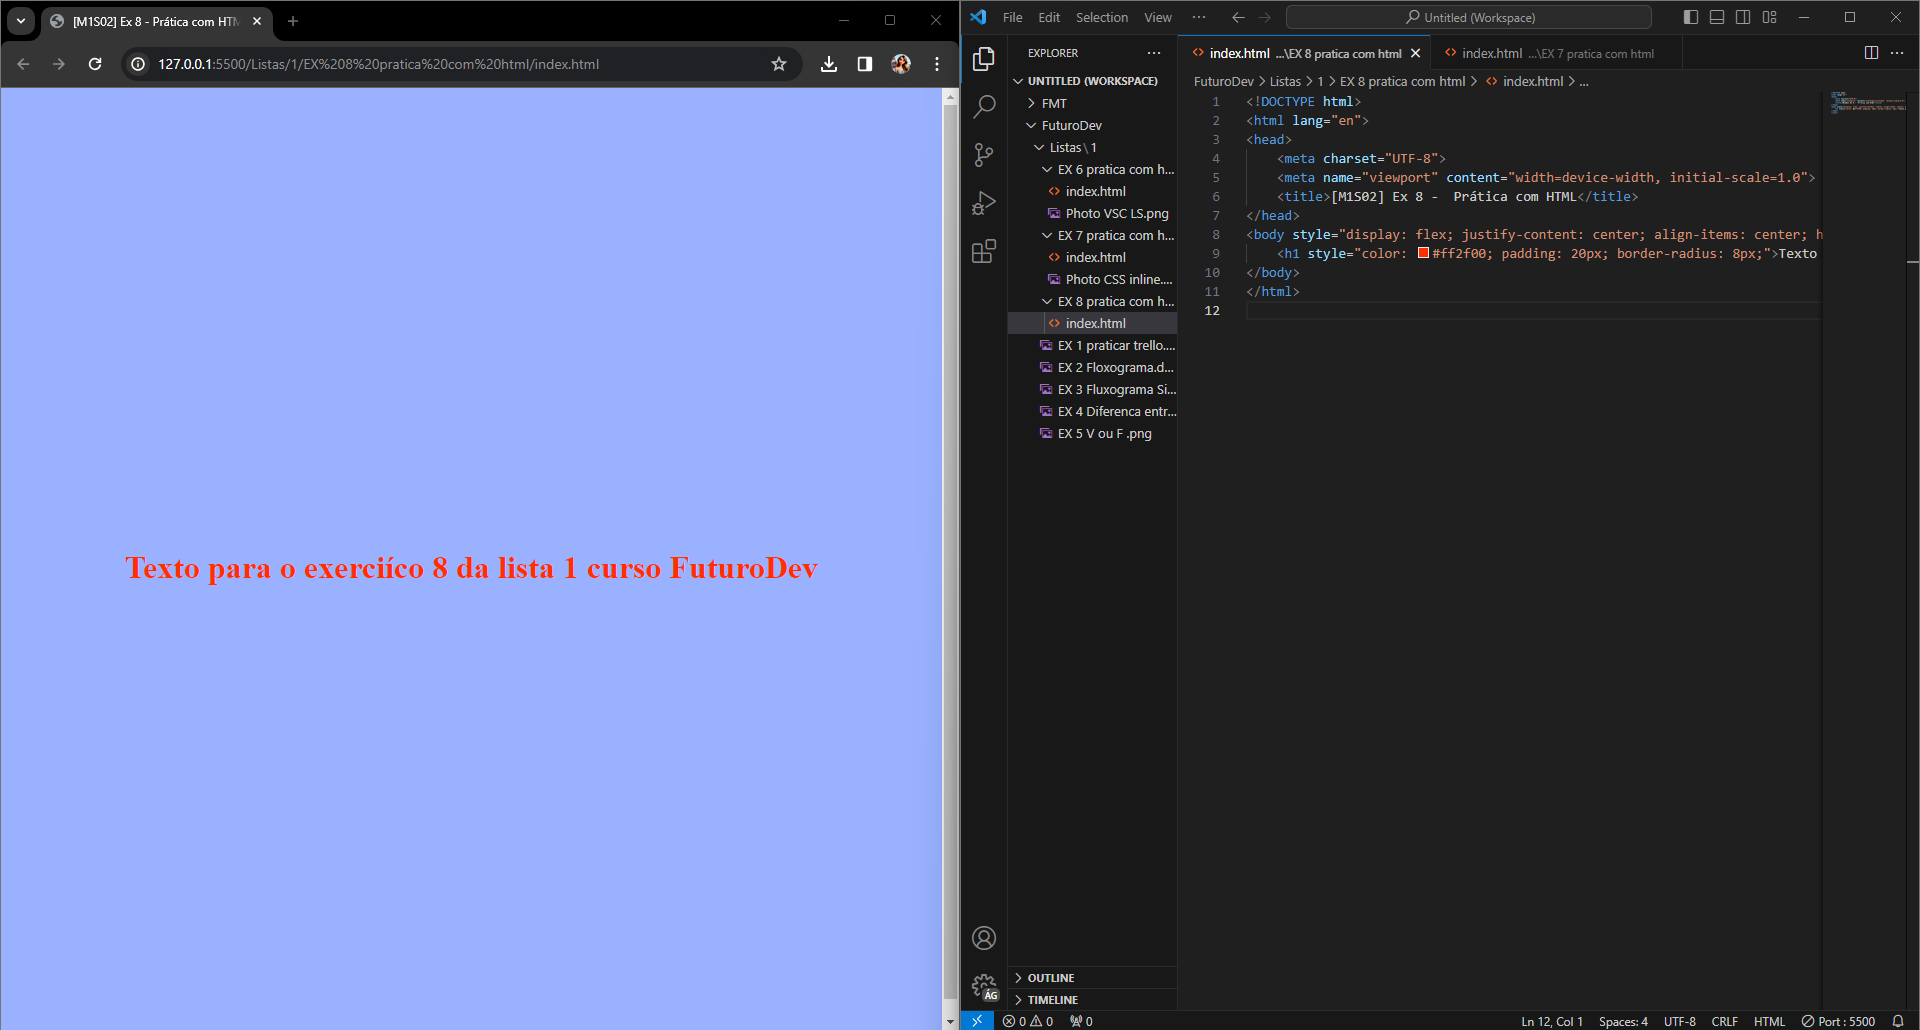 [M1S02] Ex 8 - Prática com HTM
127.0.0.1:5500/Listas/1/EX%208%20pratica%20com%20html/index.html
Texto para o exerciíco 8 da lista 1 curso FuturoDev
File Edit Selection View ...
Untitled (Workspace)
EXPLORER
UNTITLED (WORKSPACE)
FMT
FuturoDev
Listas\1
EX 6 pratica com h...
index.html
Photo VSC LS.png
EX 7 pratica com h...
index.html
Photo CSS inline....
EX 8 pratica com h...
index.html
EX 1 praticar trello....
EX 2 Floxograma.d...
EX 3 Fluxograma Si...
EX 4 Diferenca entr...
EX 5 V ou F .png
OUTLINE
TIMELINE
ÁG
index.html ...\EX 8 pratica com html
index.html ...\EX 7 pratica com html
FuturoDev > Listas > 1 > EX 8 pratica com html > index.html > ...
1 <!DOCTYPE html>
2 <html lang="en">
3 <head>
4 <meta charset="UTF-8">
5 <meta name="viewport" content="width=device-width, initial-scale=1.0">
6 <title>[M1S02] Ex 8 -  Prática com HTML</title>
7 </head>
8 <body style="display: flex; justify-content: center; align-items: center; h
9 <h1 style="color: #ff2f00; padding: 20px; border-radius: 8px;">Texto
10 </body>
11 </html>
12
0 0 0
Ln 12, Col 1 Spaces: 4 UTF-8 CRLF HTML Port : 5500